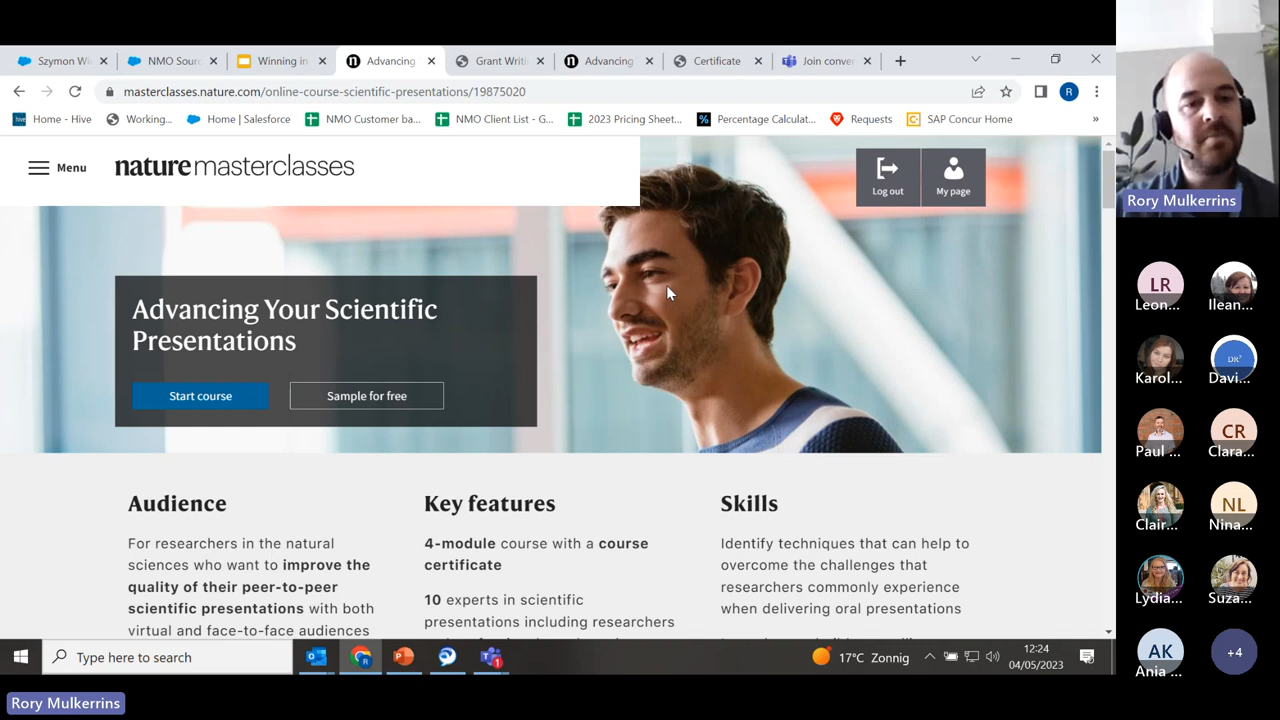 Szymon Wi
NMO Sourc
Winning in
Advancing
Grant Writi
Advancing
Certificate
Join conver
masterclasses.nature.com/online-course-scientific-presentations/19875020
R
hive
Home - Hive
Working...
Home | Salesforce
NMO Customer ba...
NMO Client List - G...
2023 Pricing Sheet...
%
Percentage Calculat...
Requests
C
SAP Concur Home
»
Menu
nature masterclasses
Log out
My page
Advancing Your Scientific
Presentations
Start course
Sample for free
Audience
For researchers in the natural
sciences who want to improve the
quality of their peer-to-peer
scientific presentations with both
virtual and face-to-face audiences
Key features
4-module course with a course
certificate
10 experts in scientific
presentations including researchers
Skills
Identify techniques that can help to
overcome the challenges that
researchers commonly experience
when delivering oral presentations
Type here to search
17°C Zonnig
12:24
04/05/2023
Rory Mulkerrins
Rory Mulkerrins
LR
Leon...
Ilean...
Karol...
DR
Davi...
Paul ...
CR
Clara...
Clair...
NL
Nina...
Lydia...
Suza...
AK
Ania ...
+4